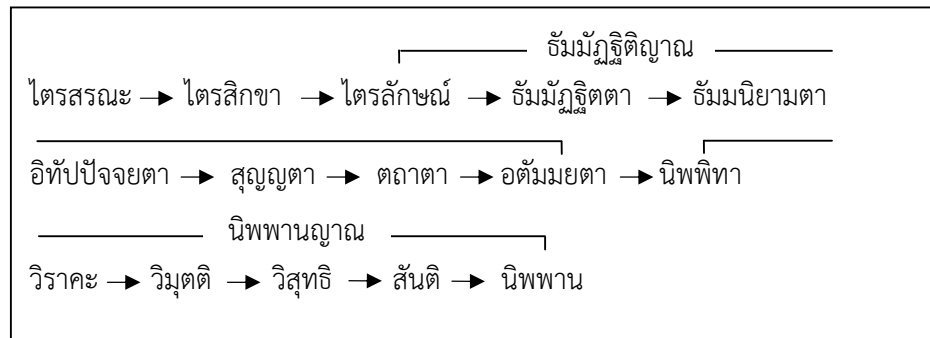 ธัมมัฏฐิติญาณ
ไตรสรณะ → ไตรสิกขา → ไตรลักษณ์ → ธัมมัฏฐิตตา → ธัมมนิยามตา
อิทัปปัจจยตา → สุญญตา → ตถาตา → อตัมมยตา → นิพพิทา
นิพพานญาณ
วิราคะ → วิมุตติ → วิสุทธิ → สันติ → นิพพาน